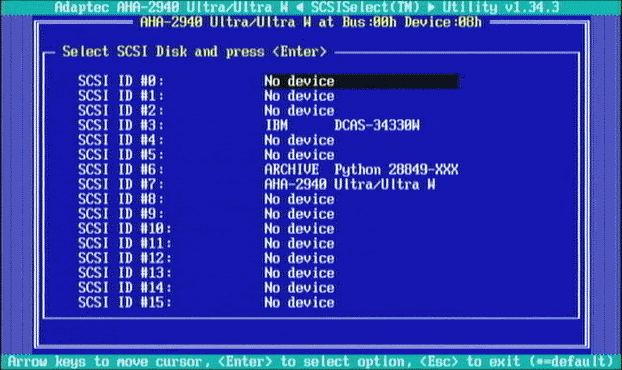 Adaptec AHA-2940 Ultra/Ultra W ◄ SCSISelect(TM) ► Utility v1.34.3
AHA-2940 Ultra/Ultra W at Bus:00h Device:08h
Select SCSI Disk and press <Enter>
SCSI ID #0: No device
SCSI ID #1: No device
SCSI ID #2: No device
SCSI ID #3: IBM DCAS-34330W
SCSI ID #4: No device
SCSI ID #5: No device
SCSI ID #6: ARCHIVE Python 28849-XXX
SCSI ID #7: AHA-2940 Ultra/Ultra W
SCSI ID #8: No device
SCSI ID #9: No device
SCSI ID #10: No device
SCSI ID #11: No device
SCSI ID #12: No device
SCSI ID #13: No device
SCSI ID #14: No device
SCSI ID #15: No device
Arrow keys to move cursor, <Enter> to select option, <Esc> to exit (*=default)